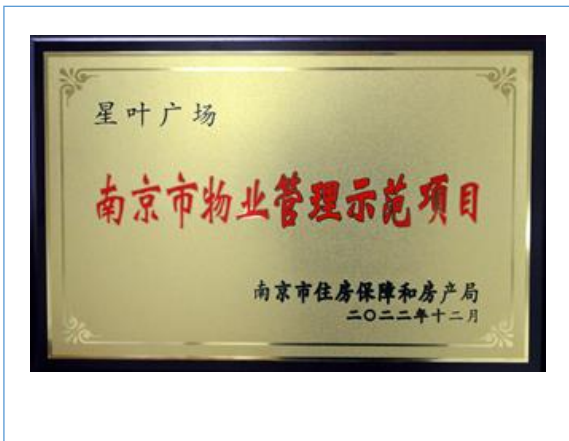 星叶广场
南京市物业管理示范项目
南京市住房保障和房产局
二〇二二年十二月